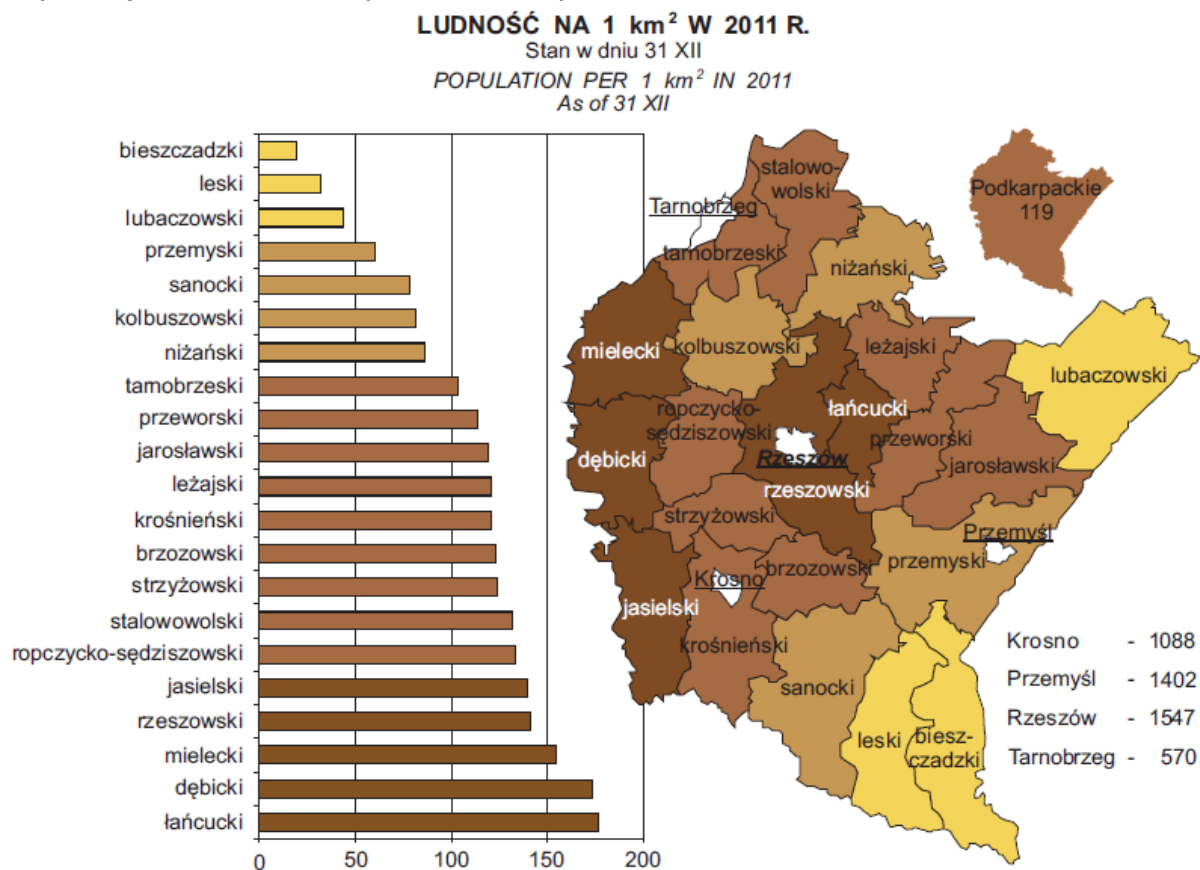 LUDNOŚĆ NA 1 km² W 2011 R.
Stan w dniu 31 XII
POPULATION PER 1 km² IN 2011
As of 31 XII
bieszczadzki
leski
lubaczowski
przemyski
sanocki
kolbuszowski
niżański
tamobrzeski
przeworski
jarosławski
leżajski
krośnieński
brzozowski
strzyżowski
stalowowolski
ropczycko-sędziszowski
jasielski
rzeszowski
mielecki
dębicki
łańcucki
0
50
100
150
200
stalowo-
wolski
Tarnobrzeg
tamobrzeski
niżański
mielecki
kolbuszowski
leżajski
lubaczowski
ropczycko-
sędziszowski
łańcucki
dębicki
Rzeszów
przeworski
jarosławski
rzeszowski
strzyżowski
Przemyśl
przemyski
Krosno
brzozowski
jasielski
krośnieński
sanocki
leski
biesz-
czadzki
Podkarpackie
119
Krosno - 1088
Przemyśl - 1402
Rzeszów - 1547
Tarnobrzeg - 570